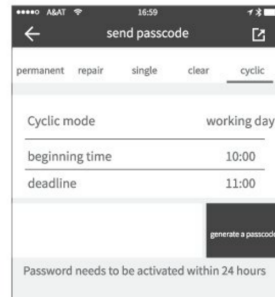 A&AT 16:59
send passcode
permanent repair single clear cyclic
Cyclic mode working day
beginning time 10:00
deadline 11:00
generate a passcode
Password needs to be activated within 24 hours